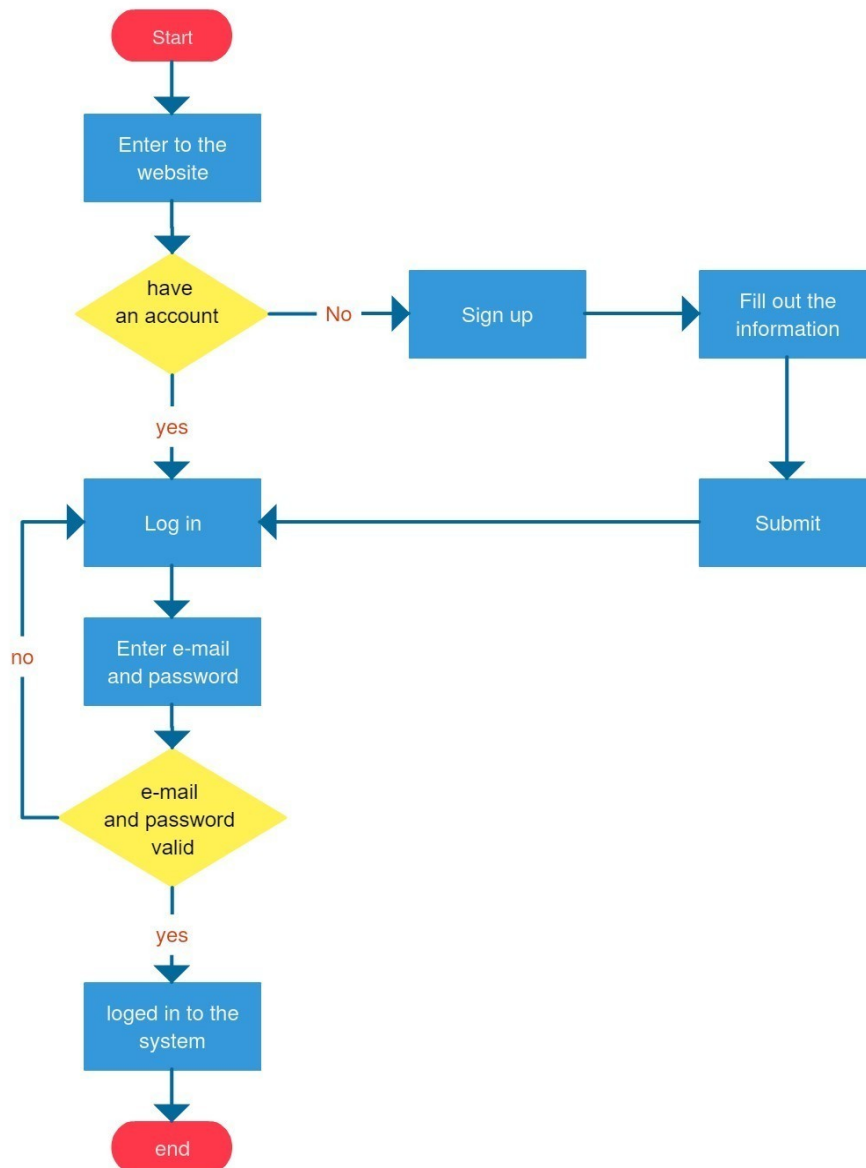 Start
Enter to the
website
have
an account
No
Sign up
Fill out the
information
yes
Log in
Submit
Enter e-mail
and password
no
e-mail
and password
valid
yes
loged in to the
system
end